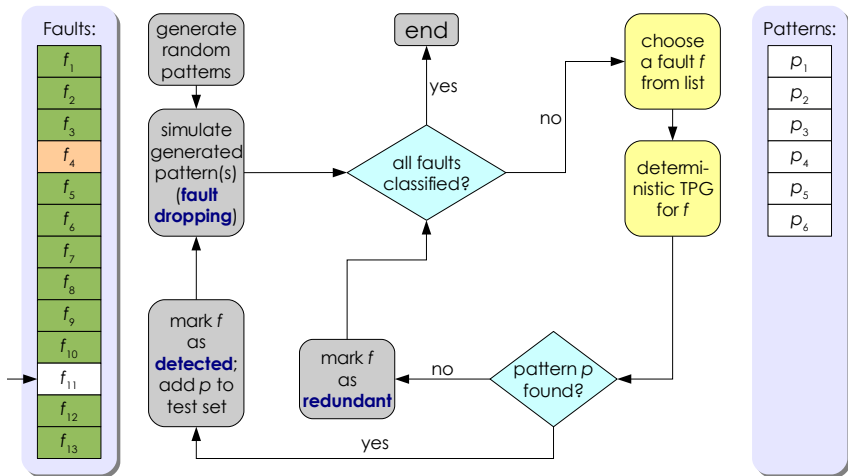 Faults:
f1
f2
f3
f4
f5
f6
f7
f8
f9
f10
f11
f12
f13
generate
random
patterns
simulate
generated
pattern(s)
(fault
dropping)
mark f
as
detected;
add p to
test set
end
yes
all faults
classified?
no
mark f
as
redundant
no
pattern p
found?
yes
choose
a fault f
from list
determi-
nistic TPG
for f
Patterns:
p1
p2
p3
p4
p5
p6